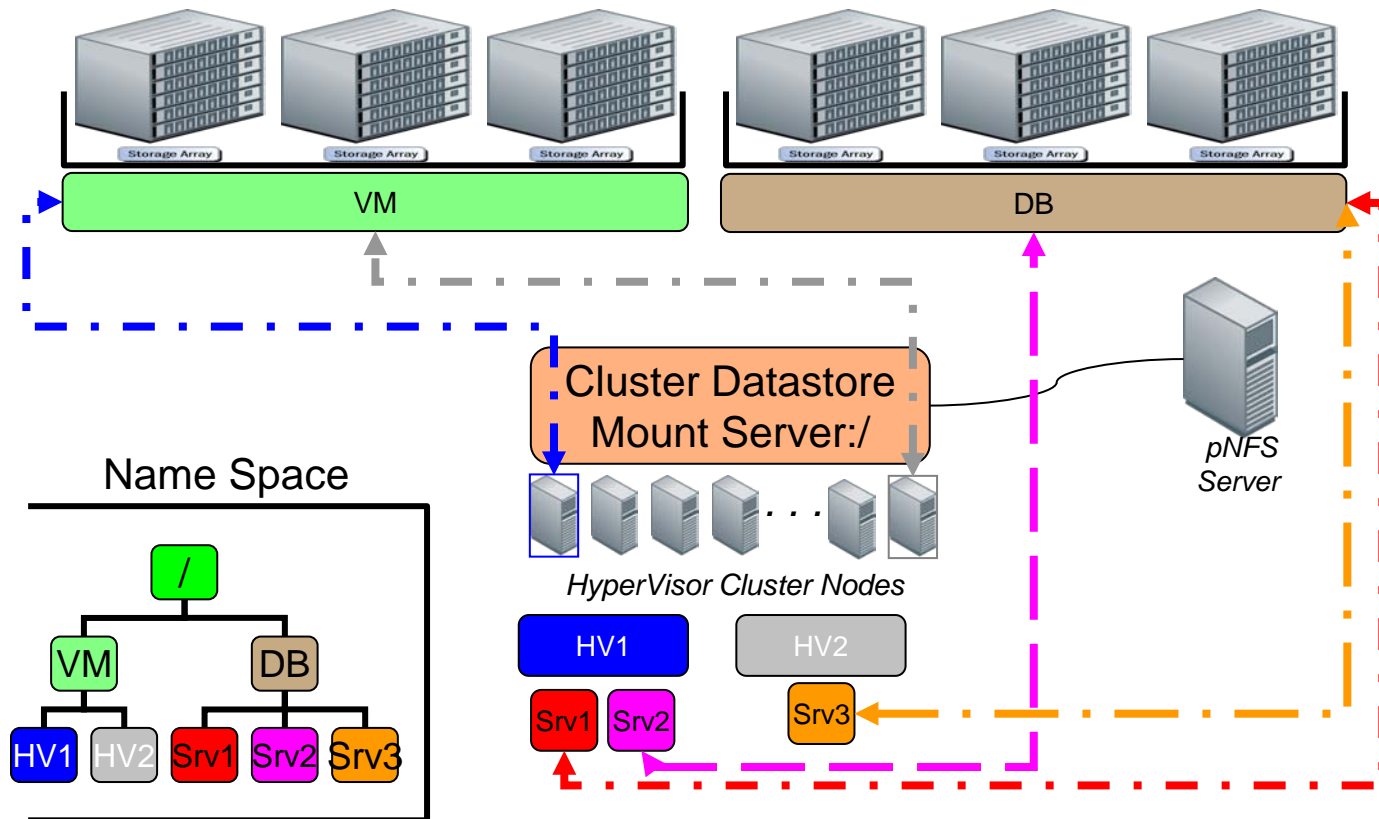 Storage Array
Storage Array
Storage Array
Storage Array
Storage Array
Storage Array
VM
DB
Cluster Datastore
Mount Server:/
pNFS
Server
Name Space
. . .
HyperVisor Cluster Nodes
/
VM
DB
HV1
HV2
Srv1
Srv2
Srv3
HV1
HV2
Srv1
Srv2
Srv3